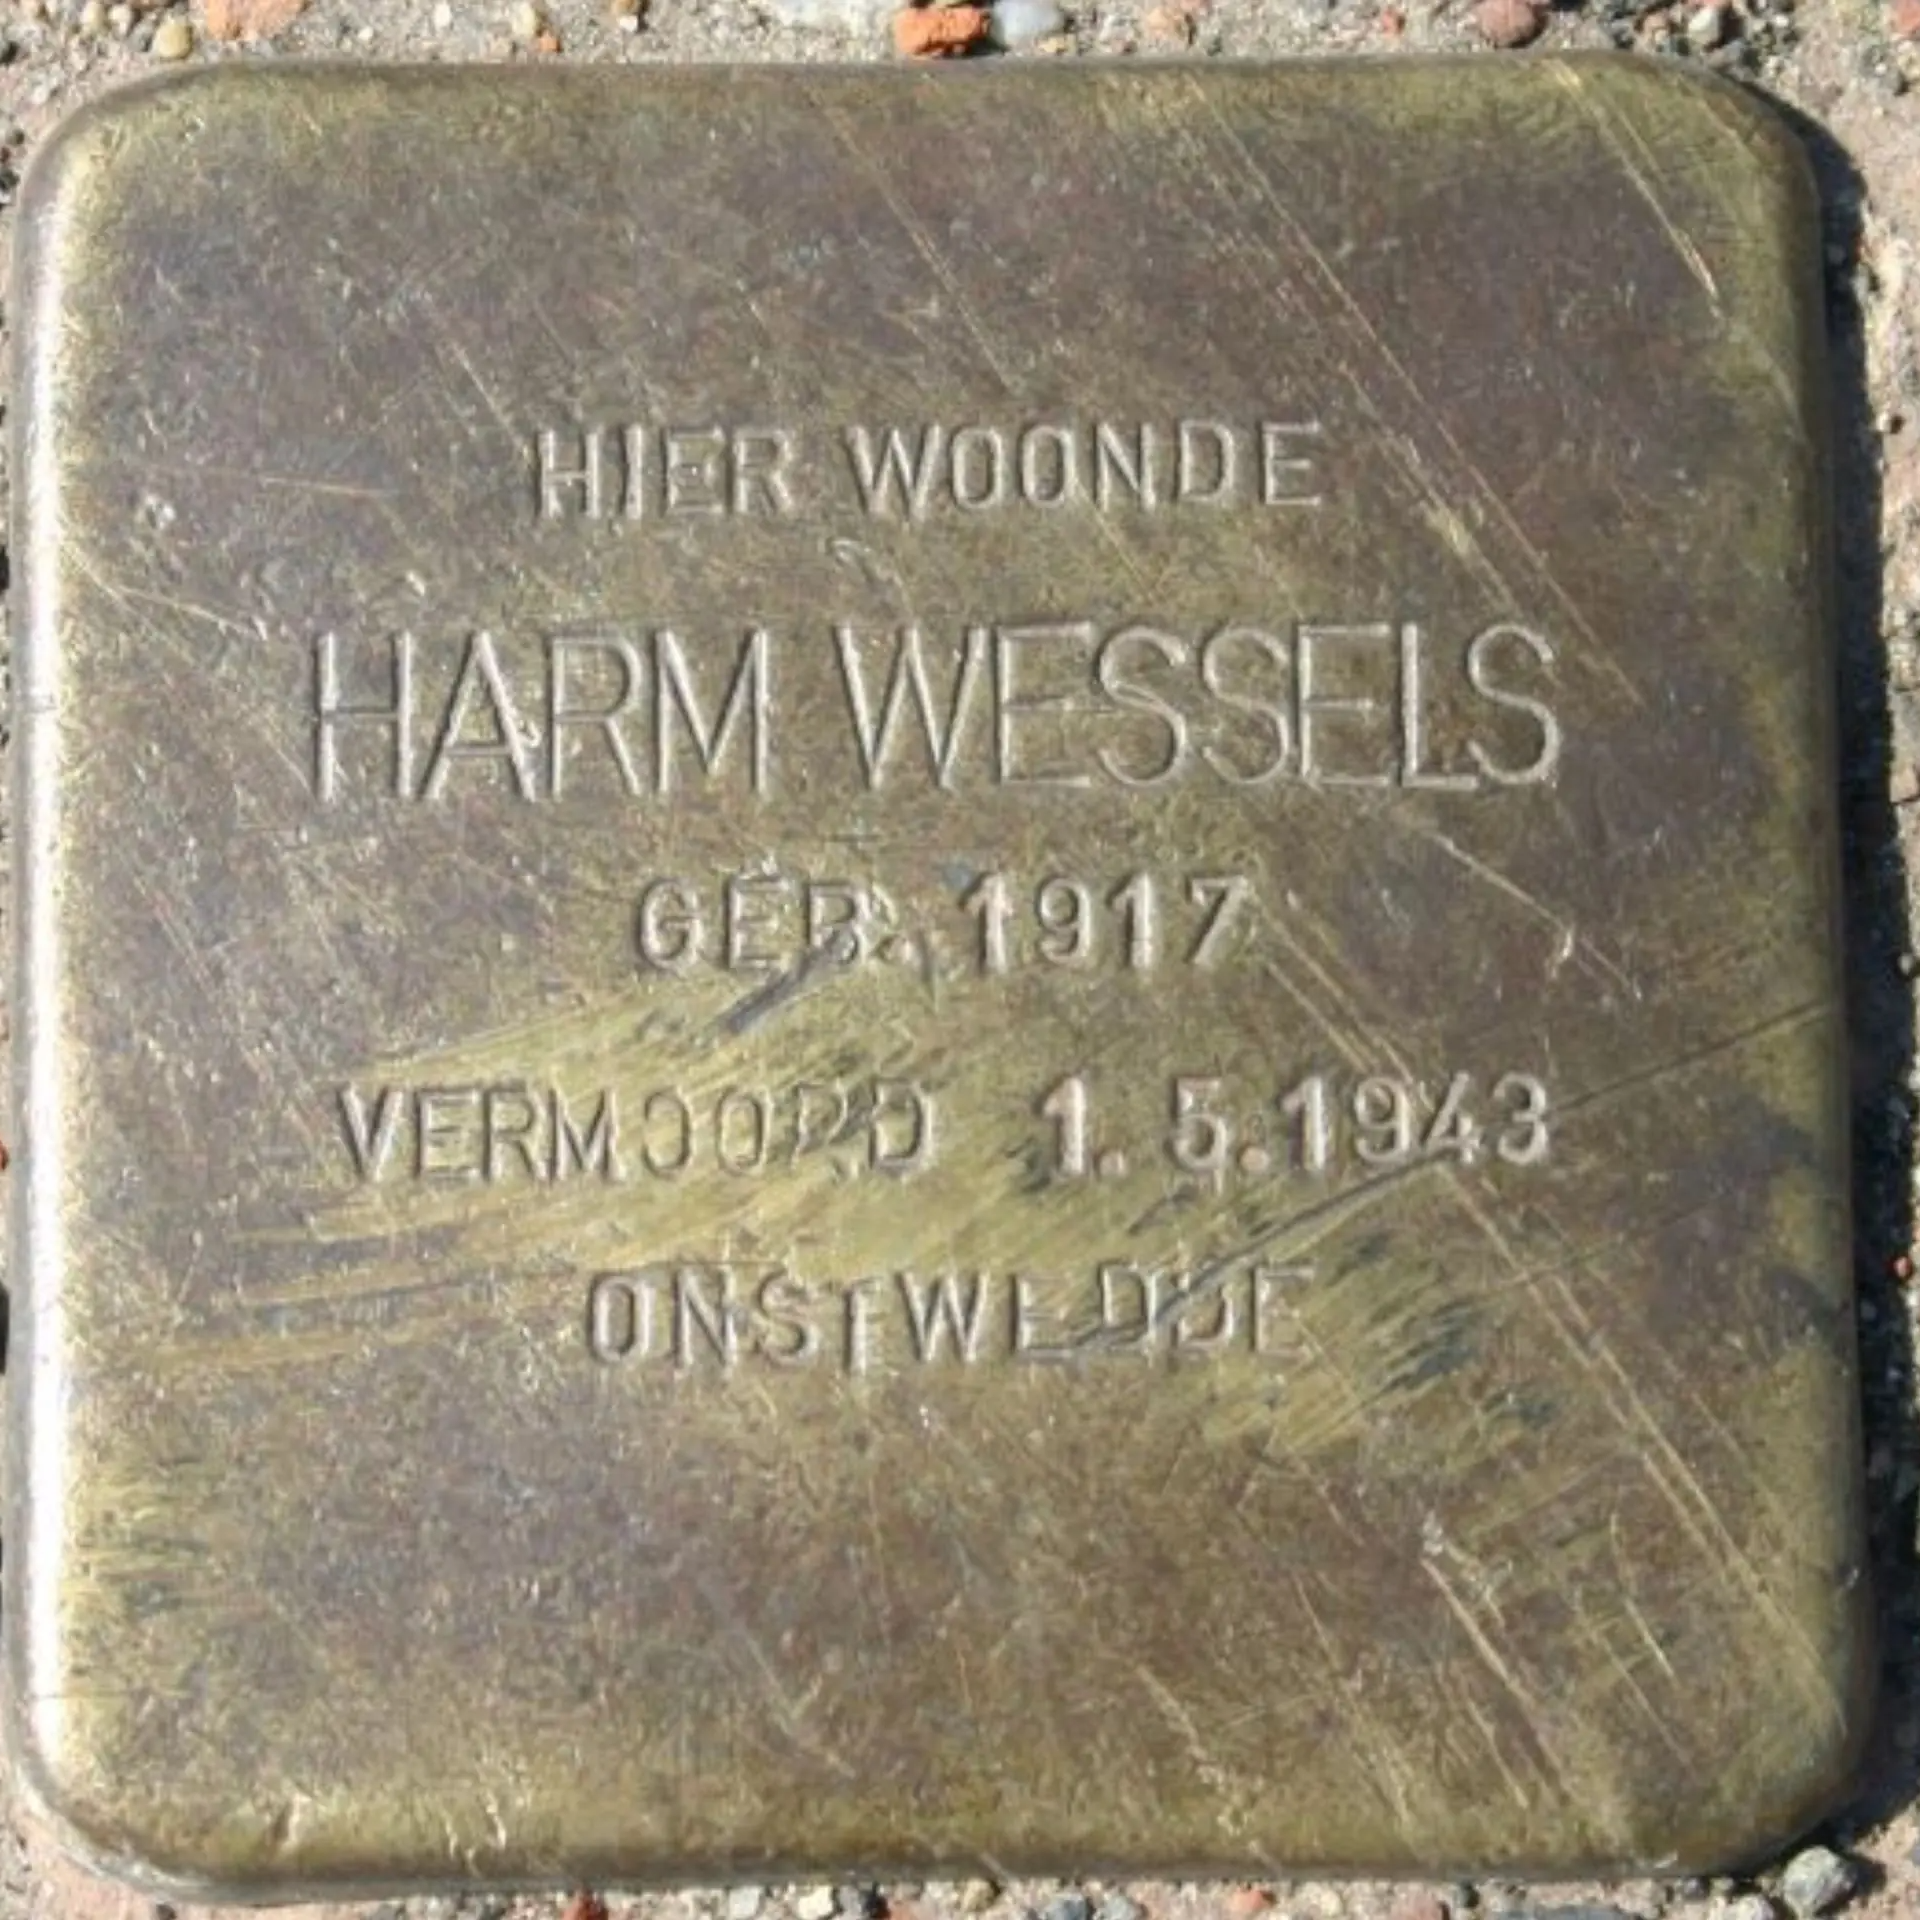 HIER WOONDE
HARM WESSELS
GEB. 1917
VERMOORD 1.5.1943
ONSTWEDDE